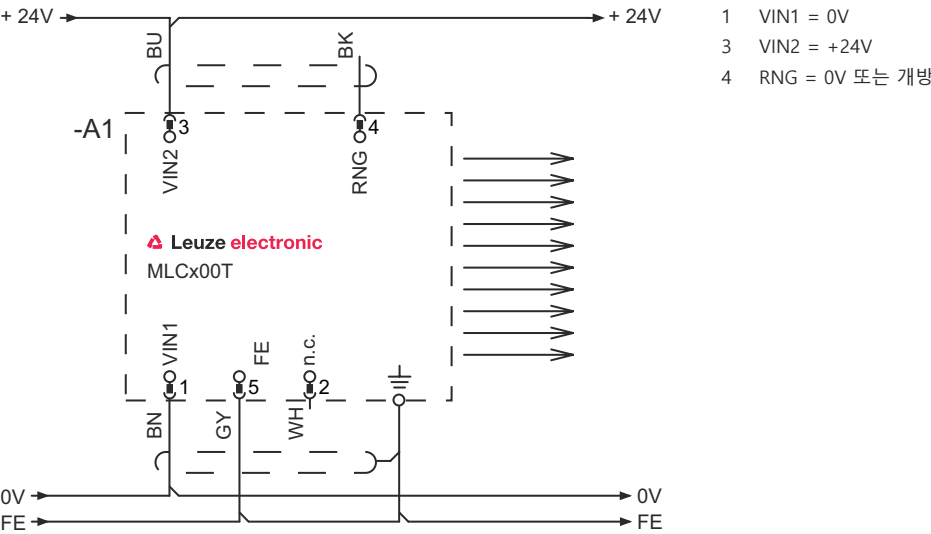 + 24V
+ 24V
1 VIN1 = 0V
3 VIN2 = +24V
4 RNG = 0V 또는 개방
BU
BK
-A1
3
4
VIN2
RNG
Leuze electronic
MLCx00T
VIN1
FE
n.c.
1
5
2
BN
GY
WH
0V
0V
FE
FE